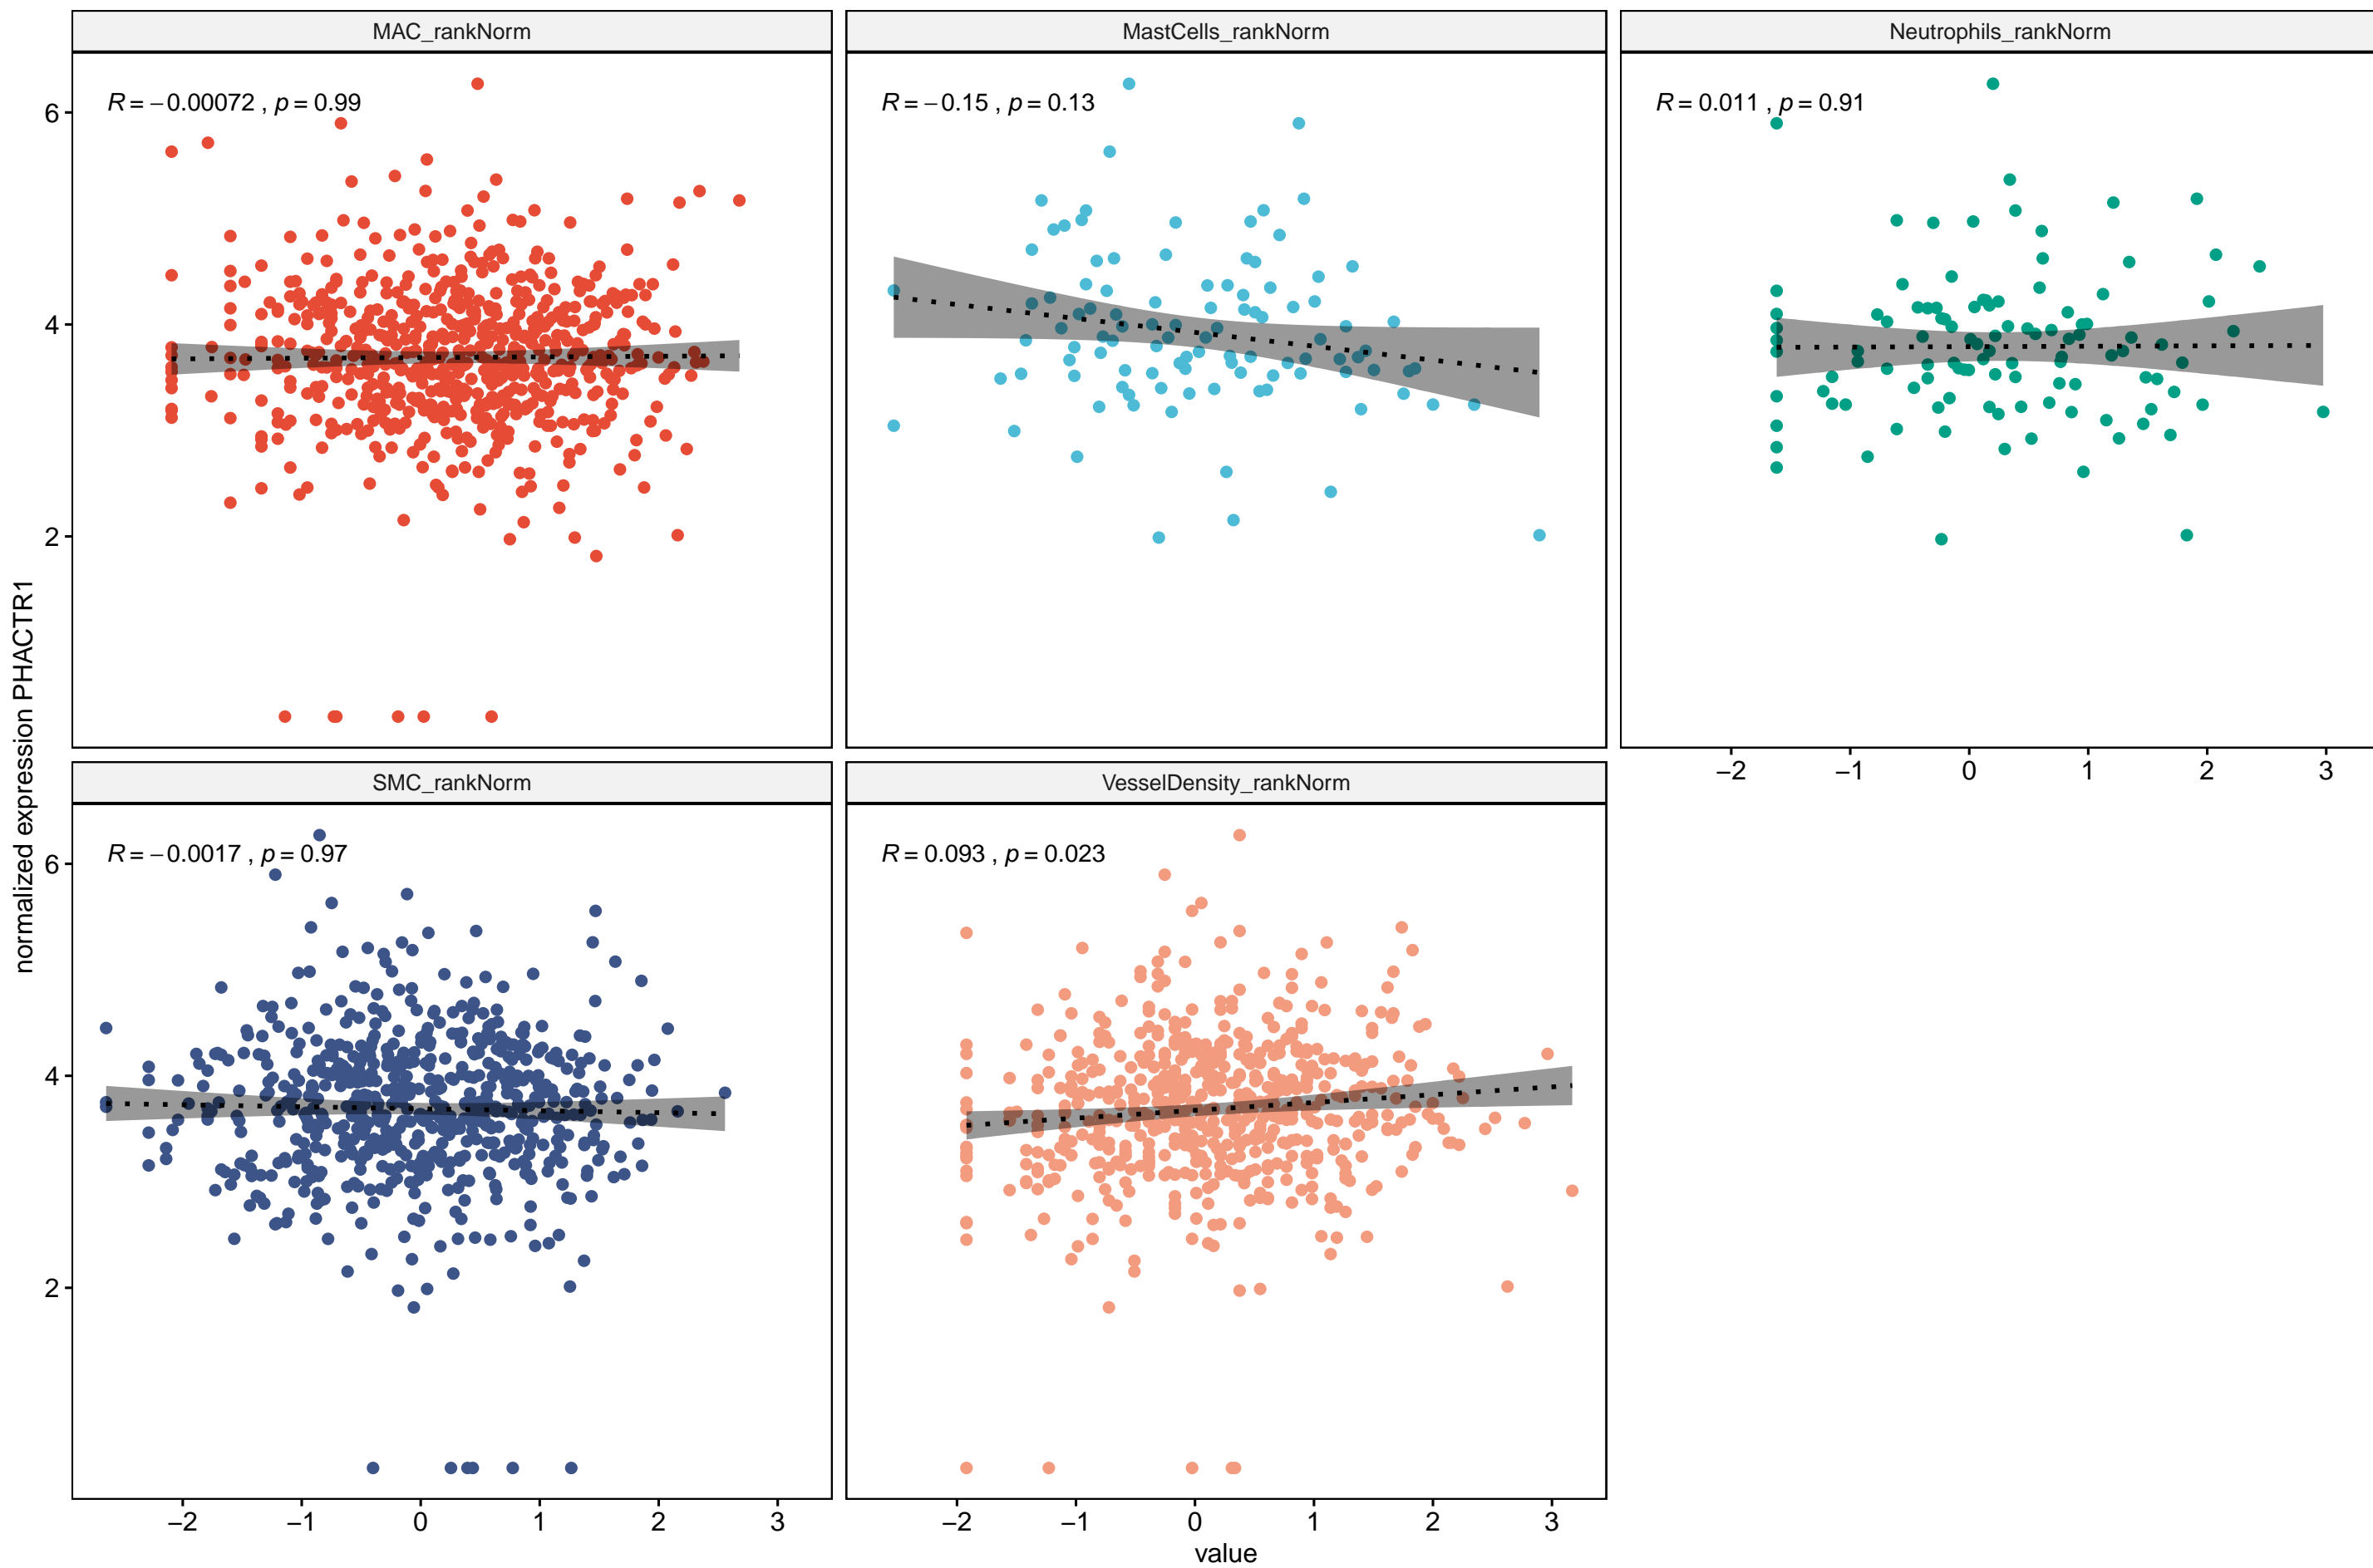 MAC_rankNorm
MastCells_rankNorm
Neutrophils_rankNorm
R = −0.00072 , p = 0.99
R = −0.15 , p = 0.13
R = 0.011 , p = 0.91
6
4
2
−2 −1 0 1 2 3
normalized expression PHACTR1
SMC_rankNorm
VesselDensity_rankNorm
R = −0.0017 , p = 0.97
R = 0.093 , p = 0.023
6
4
2
−2 −1 0 1 2 3
−2 −1 0 1 2 3
value